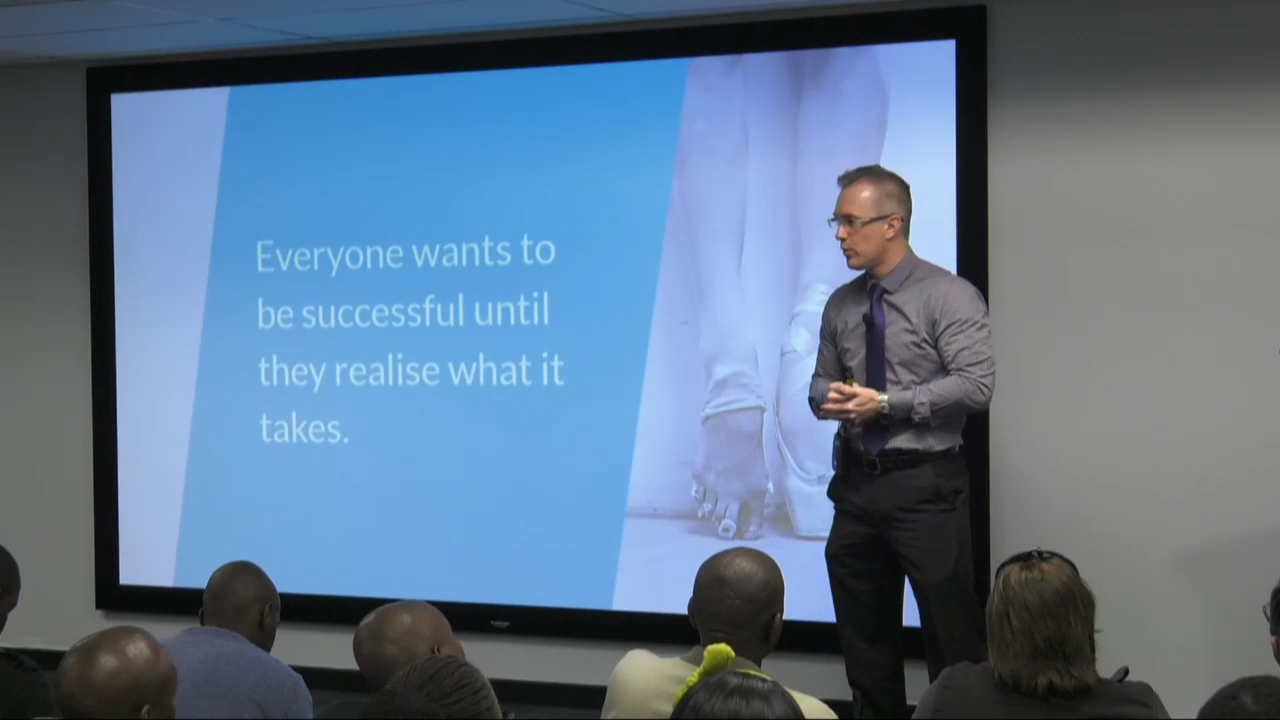 Everyone wants to
be successful until
they realise what it
takes.